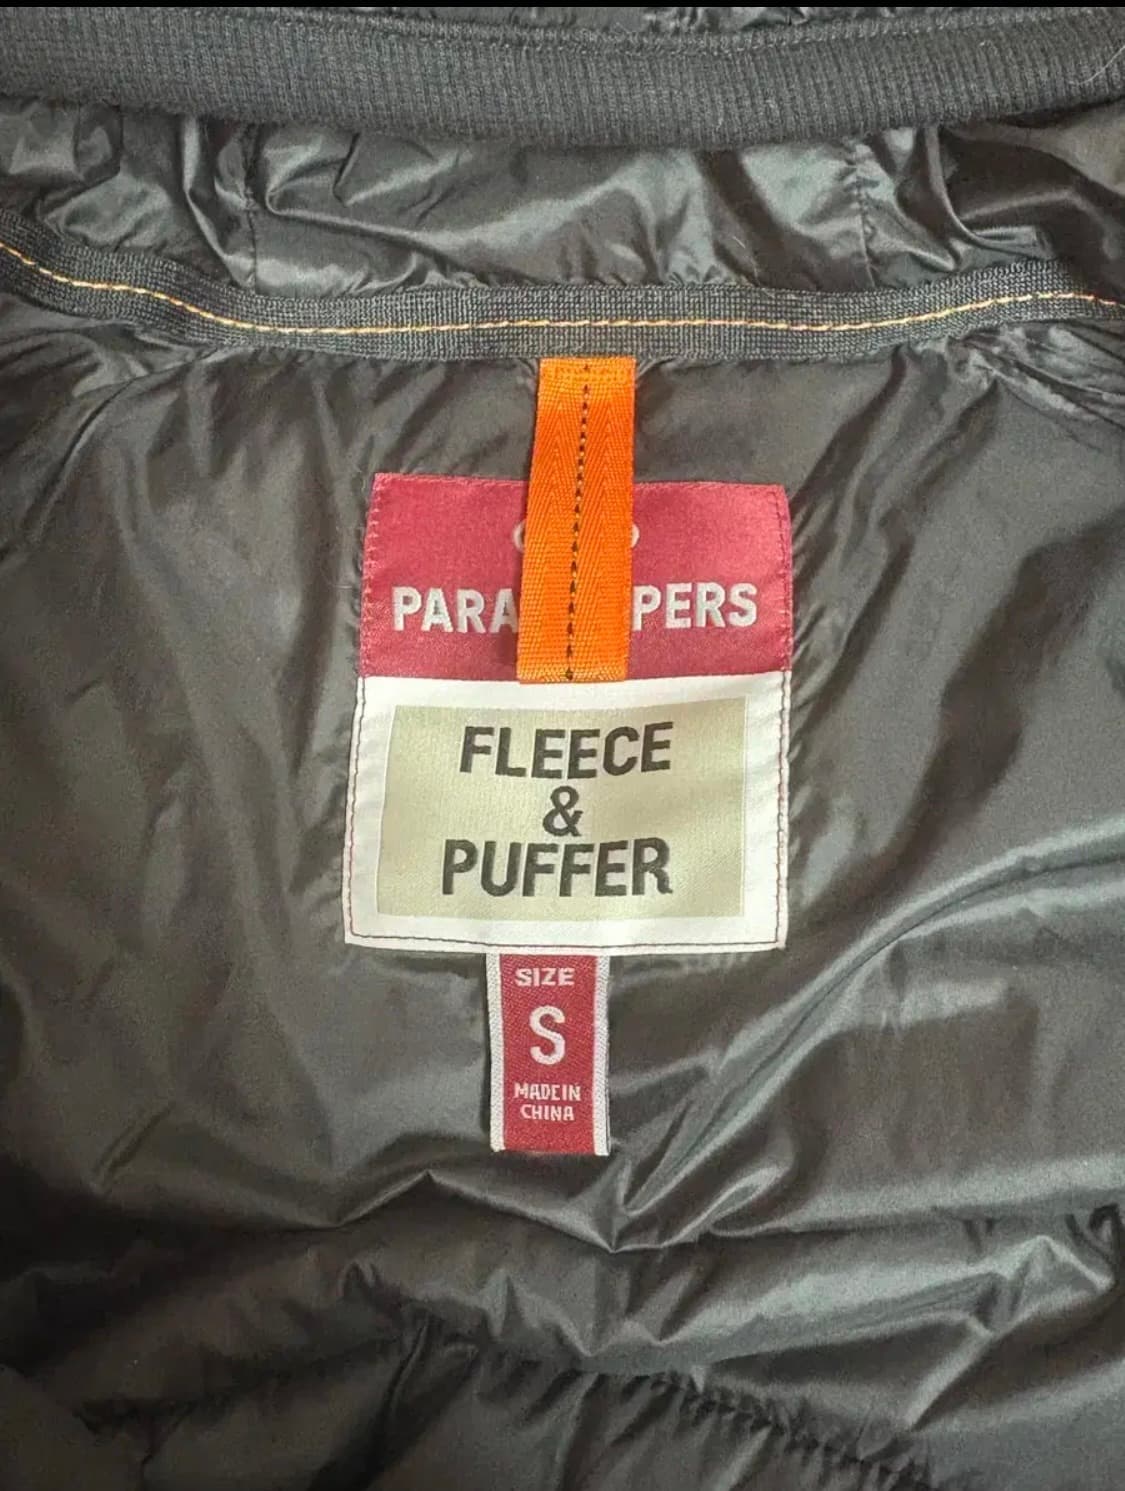 PARA PERS
FLEECE
&
PUFFER
SIZE
S
MADE IN
CHINA